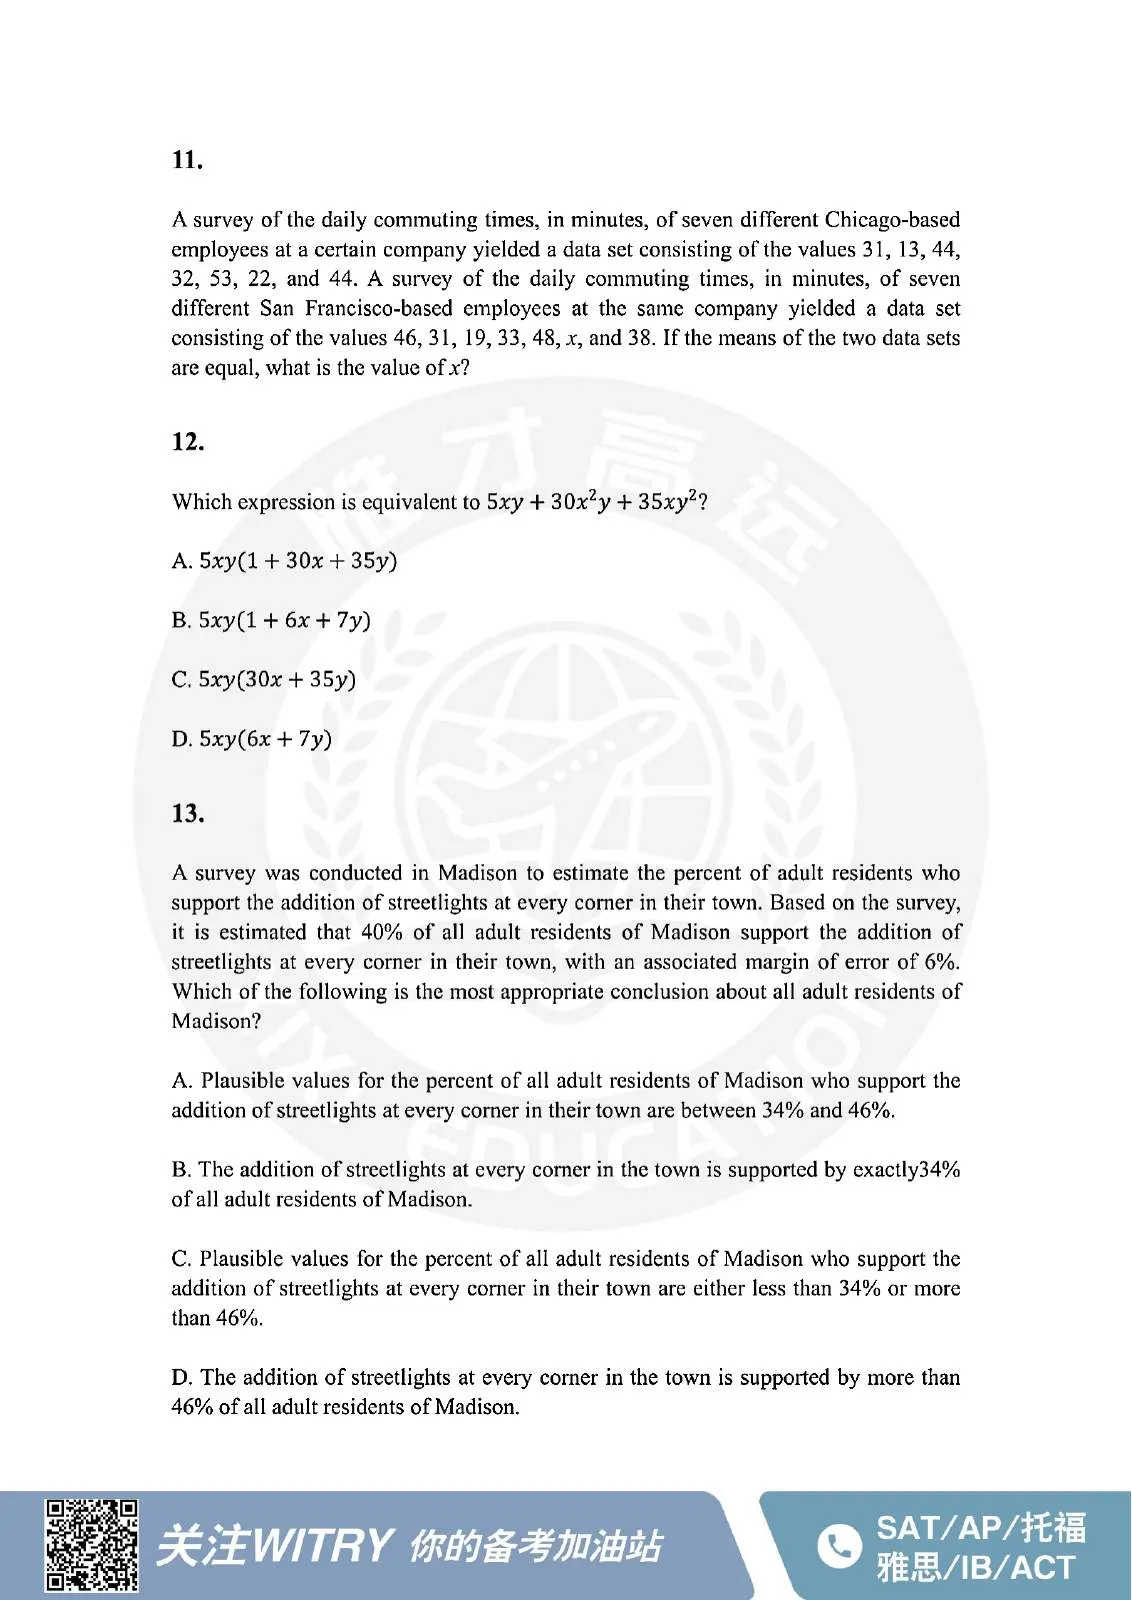 11.
A survey of the daily commuting times, in minutes, of seven different Chicago-based
employees at a certain company yielded a data set consisting of the values 31, 13, 44,
32, 53, 22, and 44. A survey of the daily commuting times, in minutes, of seven
different San Francisco-based employees at the same company yielded a data set
consisting of the values 46, 31, 19, 33, 48, x, and 38. If the means of the two data sets
are equal, what is the value of x?
12.
Which expression is equivalent to 5xy + 30x²y + 35xy²?
A. 5xy(1 + 30x + 35y)
B. 5xy(1 + 6x + 7y)
C. 5xy(30x + 35y)
D. 5xy(6x + 7y)
13.
A survey was conducted in Madison to estimate the percent of adult residents who
support the addition of streetlights at every corner in their town. Based on the survey,
it is estimated that 40% of all adult residents of Madison support the addition of
streetlights at every corner in their town, with an associated margin of error of 6%.
Which of the following is the most appropriate conclusion about all adult residents of
Madison?
A. Plausible values for the percent of all adult residents of Madison who support the
addition of streetlights at every corner in their town are between 34% and 46%.
B. The addition of streetlights at every corner in the town is supported by exactly34%
of all adult residents of Madison.
C. Plausible values for the percent of all adult residents of Madison who support the
addition of streetlights at every corner in their town are either less than 34% or more
than 46%.
D. The addition of streetlights at every corner in the town is supported by more than
46% of all adult residents of Madison.
关注WITRY 你的备考加油站
SAT/AP/托福
雅思/IB/ACT
才高远
EDUCATION